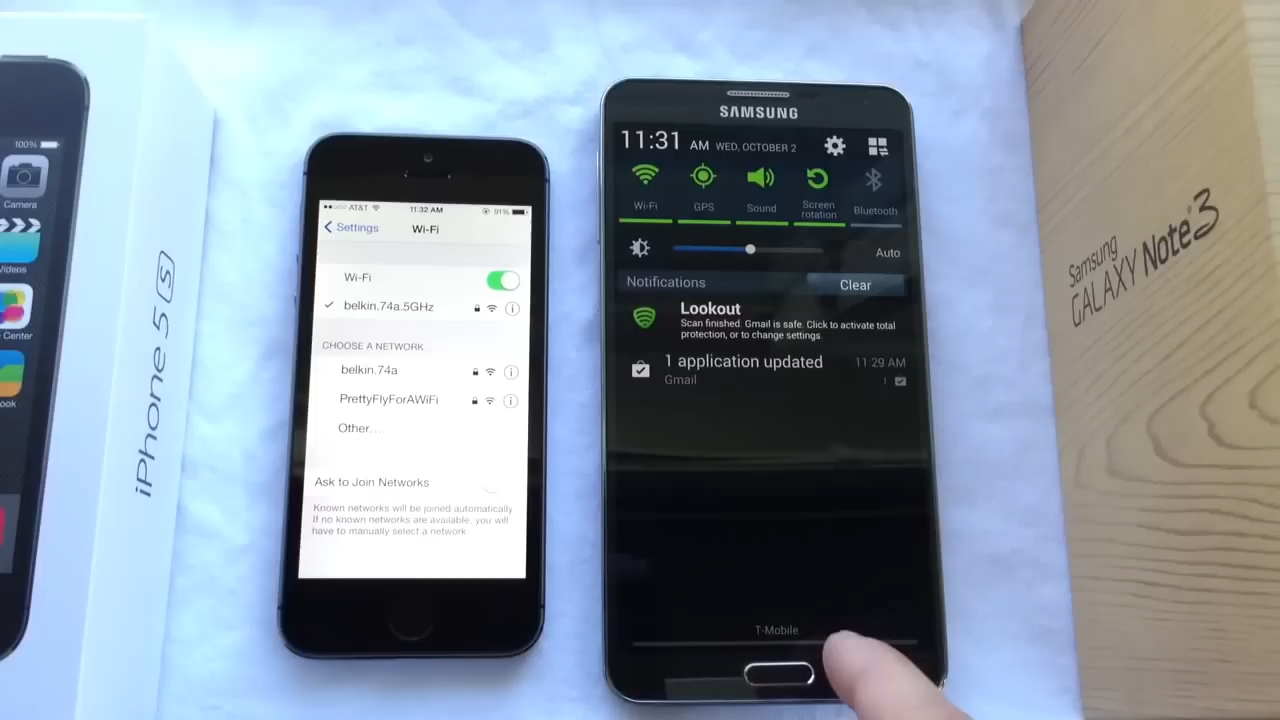 100%
Camera
Videos
Center
ook
iPhone 5 S
AT&T
11:32 AM
91%
Settings
Wi-Fi
Wi-Fi
belkin.74a.5GHz
CHOOSE A NETWORK
belkin.74a
PrettyFlyForAWiFi
Other...
Ask to Join Networks
Known networks will be joined automatically.
If no known networks are available, you will
have to manually select a network.
SAMSUNG
11:31 AM WED, OCTOBER 2
Wi-Fi
GPS
Sound
Screen
rotation
Bluetooth
Auto
Notifications
Clear
Lookout
Scan finished: Gmail is safe. Click to activate total
protection, or to change settings.
1 application updated 11:29 AM
Gmail 1
T-Mobile
Samsung
GALAXY Note 3